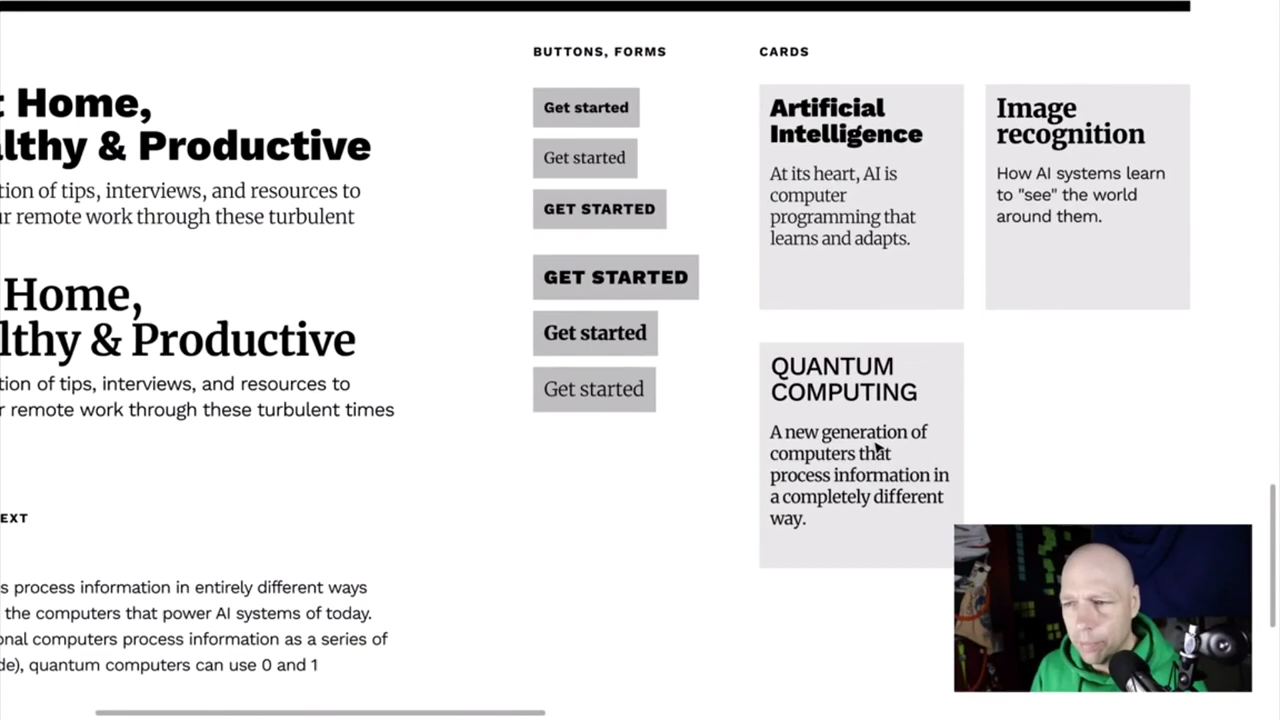 Home,
lthy & Productive
tion of tips, interviews, and resources to
ur remote work through these turbulent
Home,
lthy & Productive
tion of tips, interviews, and resources to
r remote work through these turbulent times
EXT
s process information in entirely different ways
the computers that power AI systems of today.
onal computers process information as a series of
de), quantum computers can use 0 and 1
BUTTONS, FORMS
Get started
Get started
GET STARTED
GET STARTED
Get started
Get started
CARDS
Artificial
Intelligence
At its heart, AI is
computer
programming that
learns and adapts.
Image
recognition
How AI systems learn
to "see" the world
around them.
QUANTUM
COMPUTING
A new generation of
computers that
process information in
a completely different
way.